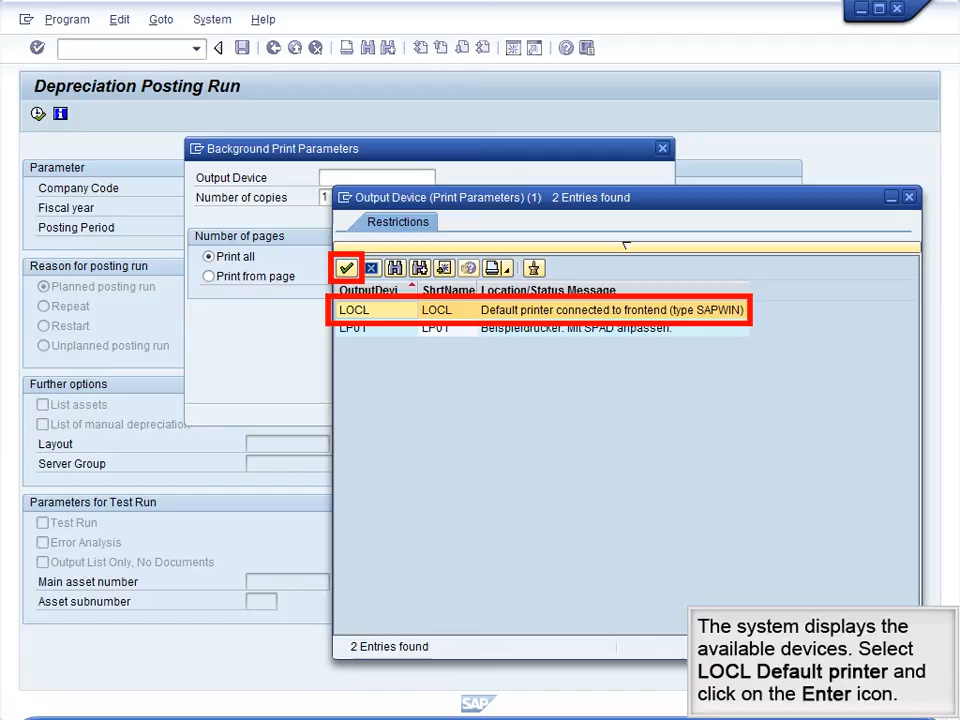 Program Edit Goto System Help
Depreciation Posting Run
Background Print Parameters
Parameter
Company Code
Fiscal year
Posting Period
Output Device
Number of copies 1
Output Device (Print Parameters) (1) 2 Entries found
Restrictions
Number of pages
Print all
Print from page
Reason for posting run
Planned posting run
Repeat
Restart
Unplanned posting run
OutputDevi ShrtName Location/Status Message
LOCL LOCL Default printer connected to frontend (type SAPWIN)
LP01 LP01 Beispieldrucker. Mit SPAD anpassen.
Further options
List assets
List of manual depreciation
Layout
Server Group
Parameters for Test Run
Test Run
Error Analysis
Output List Only, No Documents
Main asset number
Asset subnumber
2 Entries found
The system displays the
available devices. Select
LOCL Default printer and
click on the Enter icon.
SAP